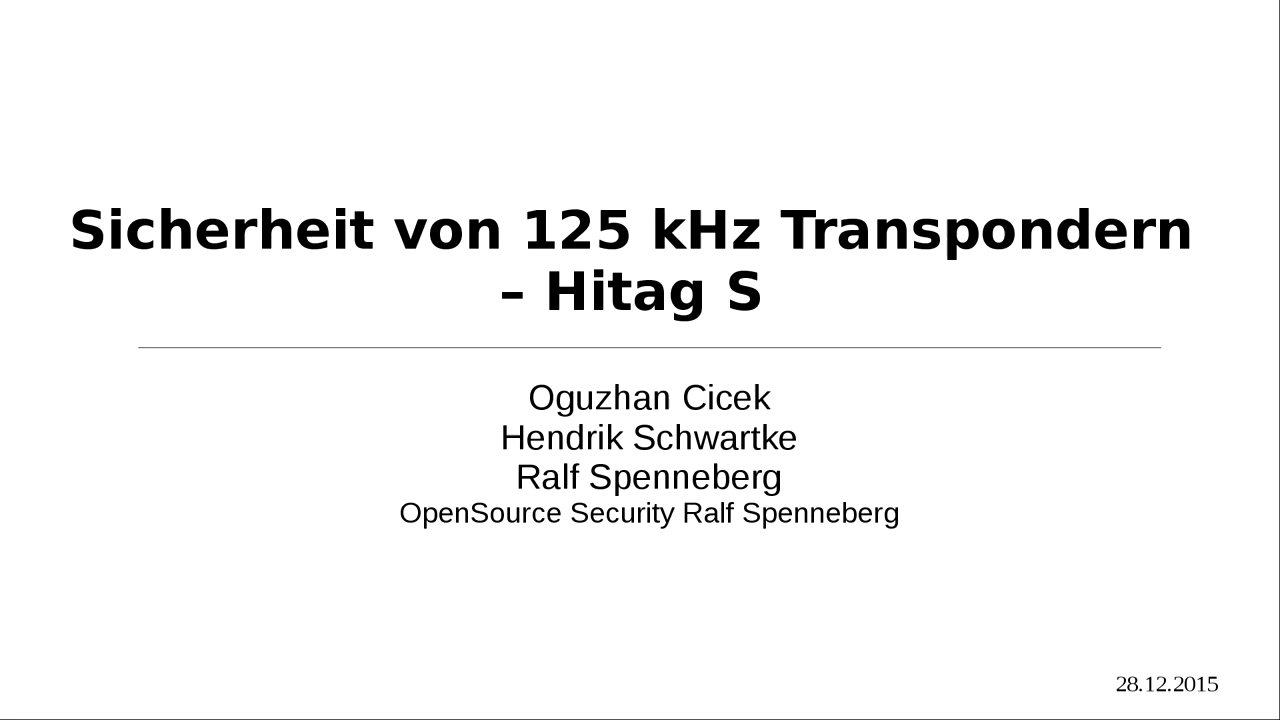 Sicherheit von 125 kHz Transpondern
– Hitag S
Oguzhan Cicek
Hendrik Schwartke
Ralf Spenneberg
OpenSource Security Ralf Spenneberg
28.12.2015